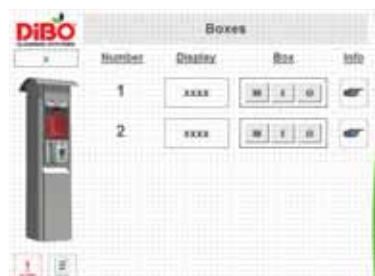 DiBO
Boxes
x
Number Display Box Info
1 xxxx M I O
2 xxxx M I O